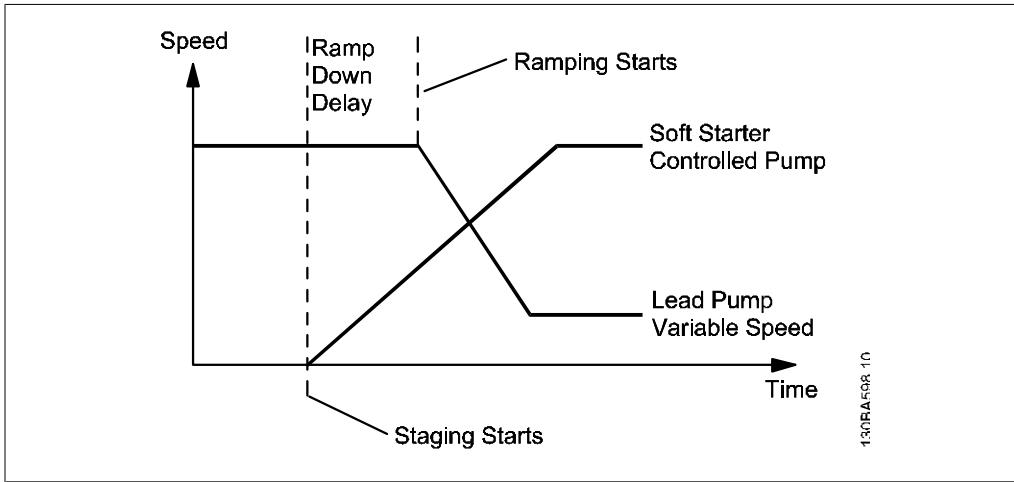 Speed
Ramp
Down
Delay
Ramping Starts
Soft Starter
Controlled Pump
Lead Pump
Variable Speed
Time
Staging Starts
130BA598.10